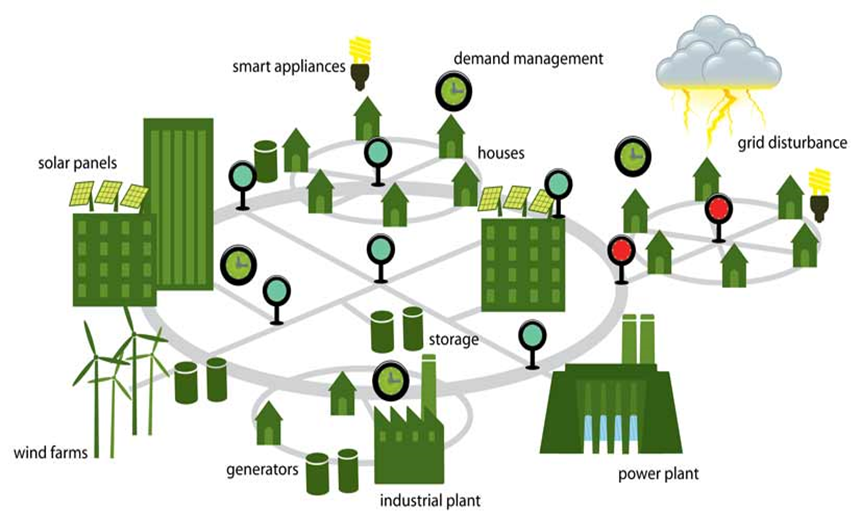 smart appliances
demand management
grid disturbance
houses
solar panels
storage
wind farms
generators
industrial plant
power plant